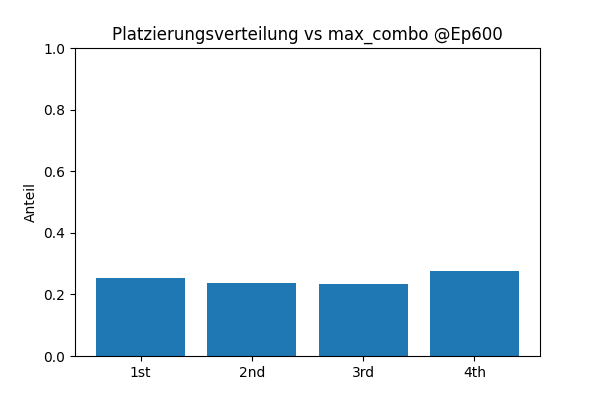 Platzierungsverteilung vs max_combo @Ep600
1.0
0.8
0.6
0.4
0.2
0.0
Anteil
1st
2nd
3rd
4th